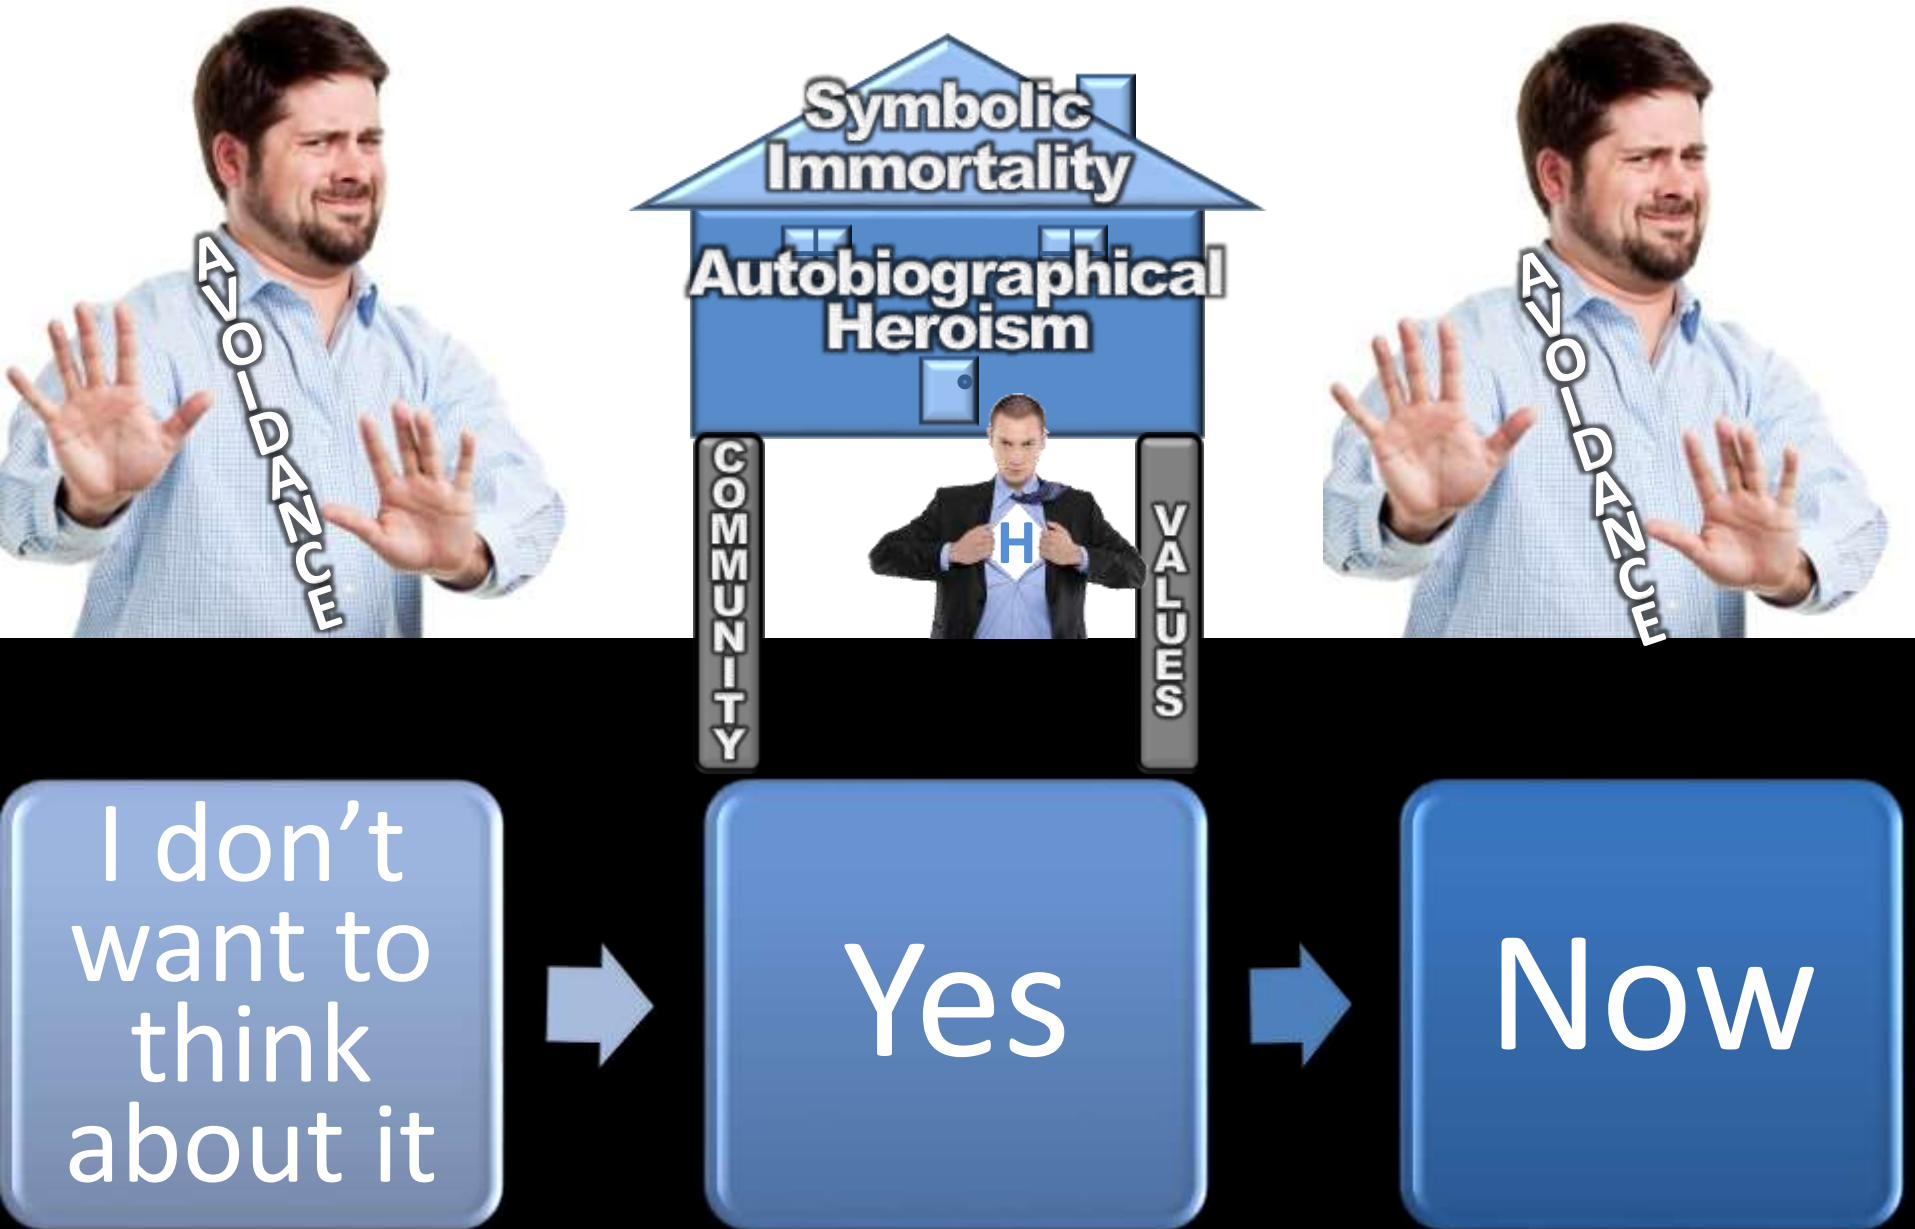 AVOIDANCE
Symbolic
Immortality
Autobiographical
Heroism
COMMUNITY
H
VALUES
AVOIDANCE
I don’t
want to
think
about it
Yes
Now